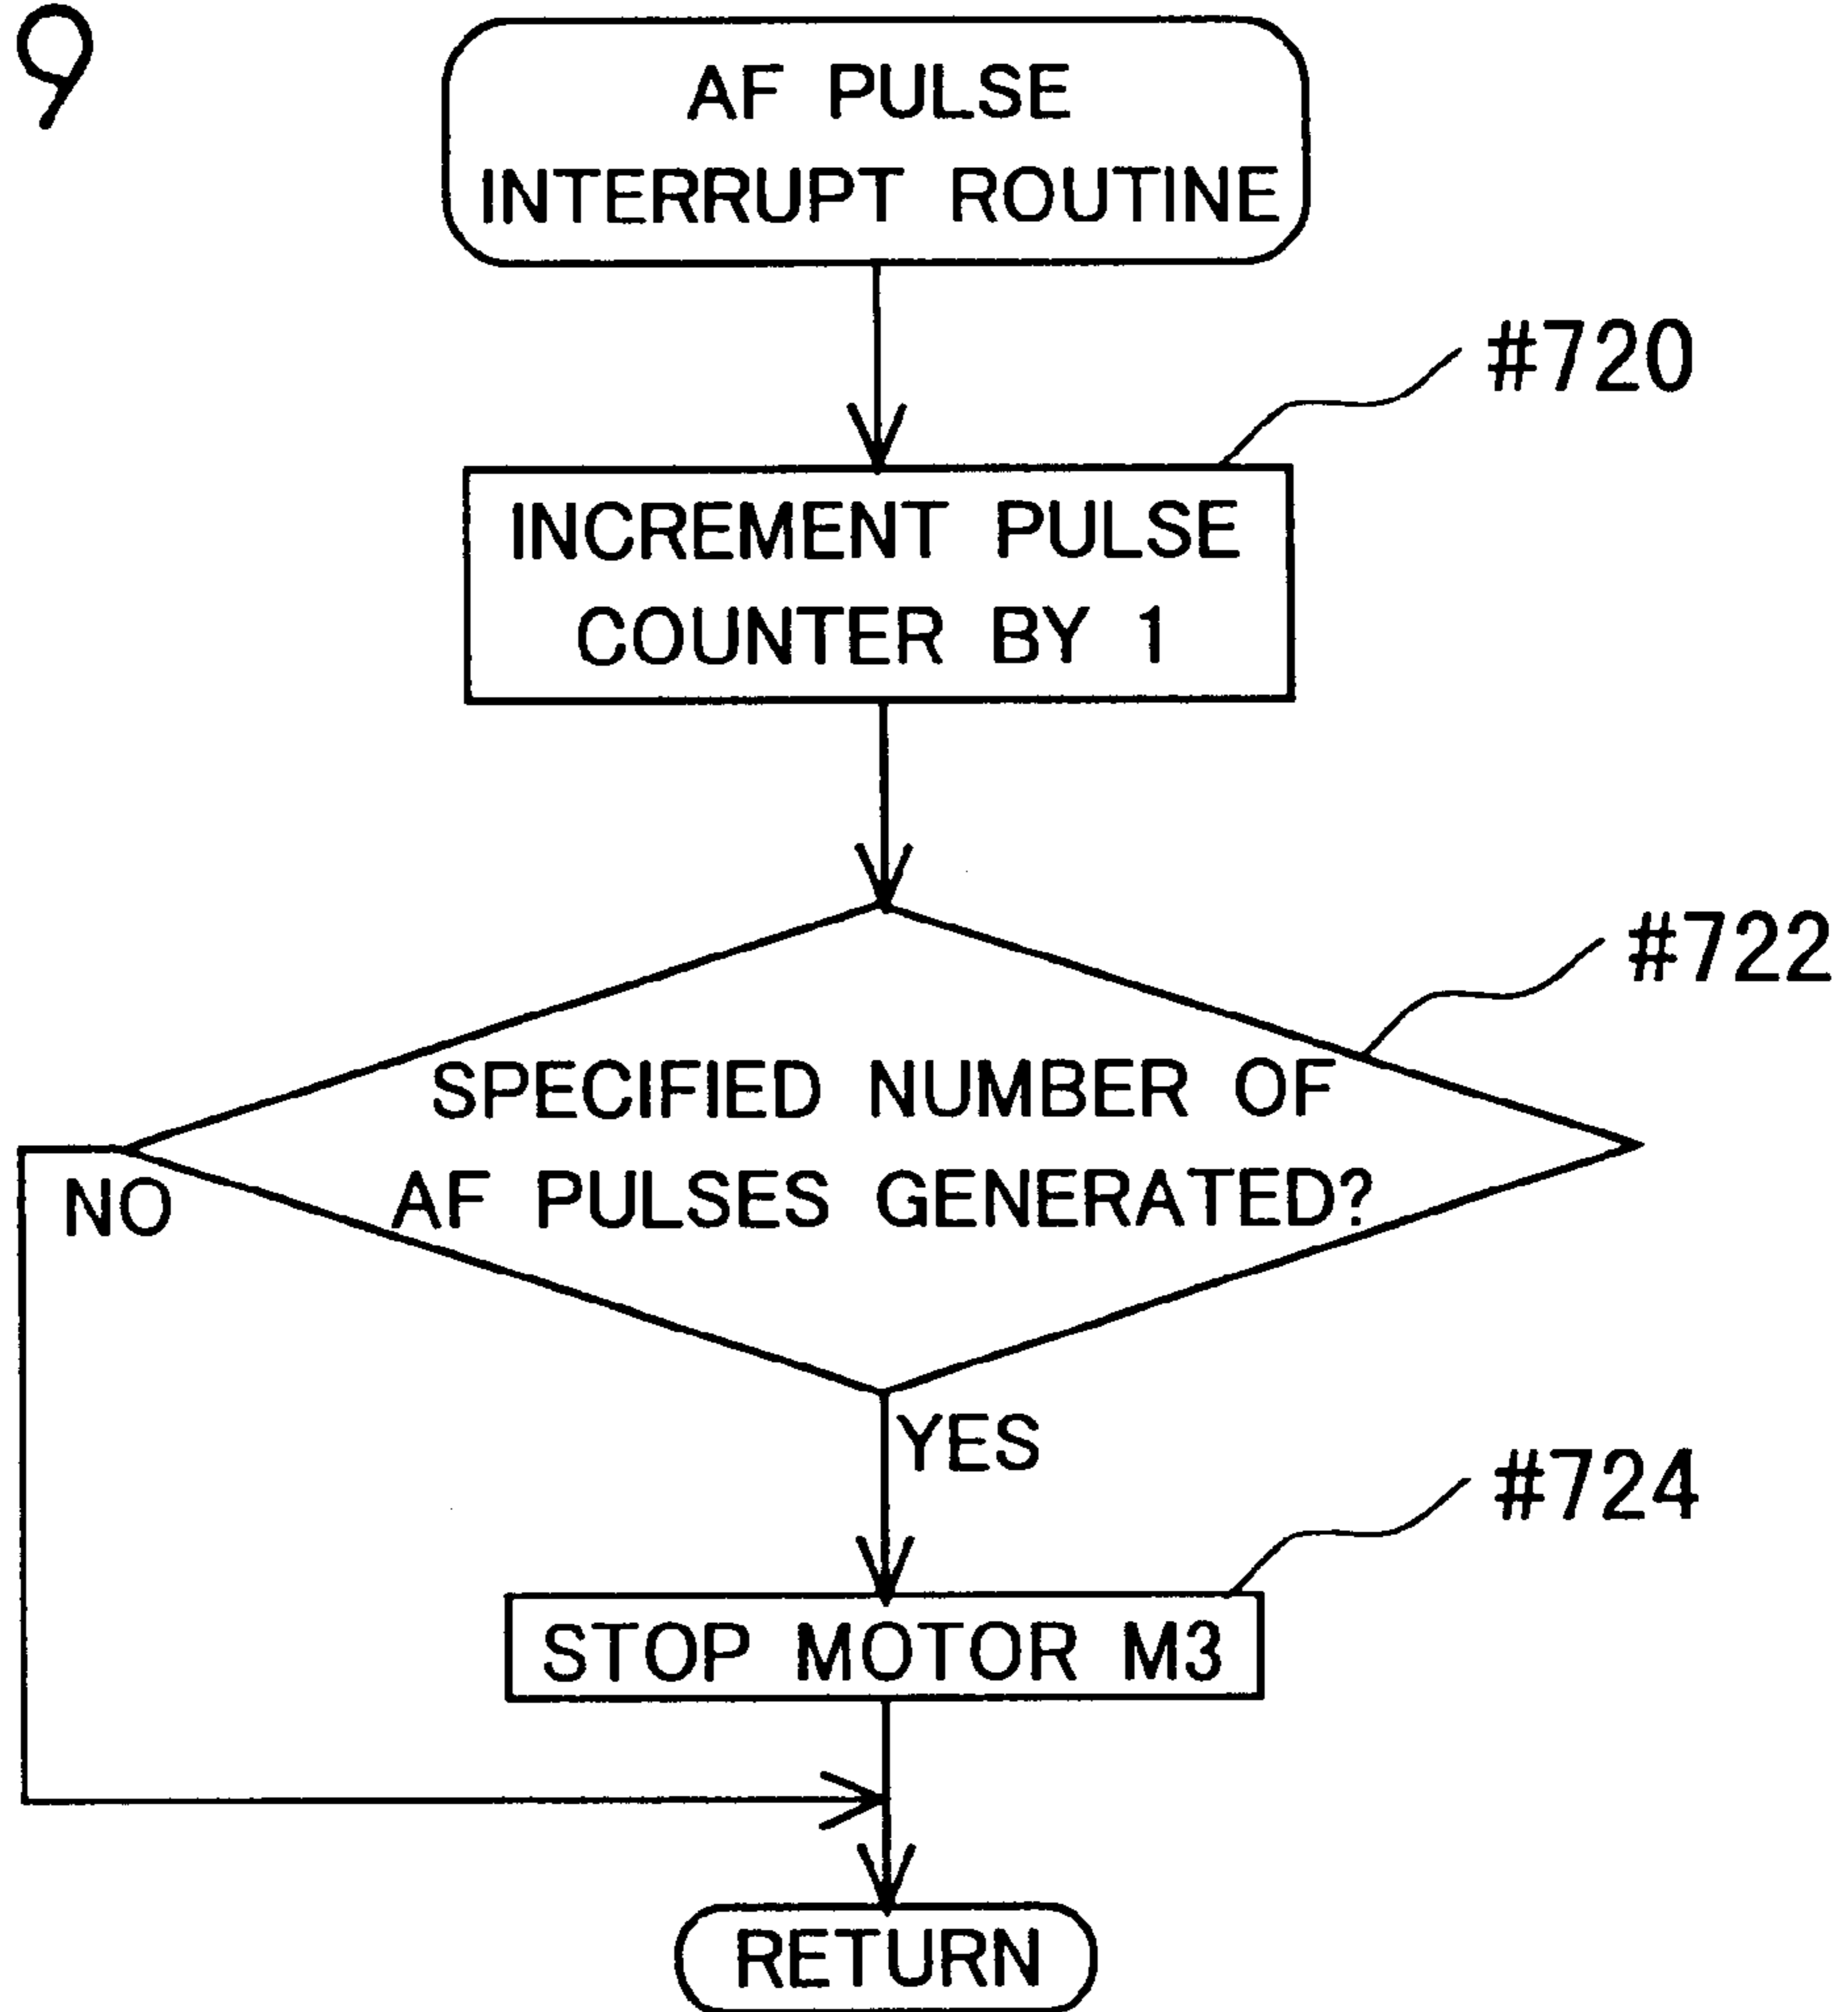 9
AF PULSE
INTERRUPT ROUTINE
#720
INCREMENT PULSE
COUNTER BY 1
#722
SPECIFIED NUMBER OF
AF PULSES GENERATED?
NO
YES
#724
STOP MOTOR M3
RETURN